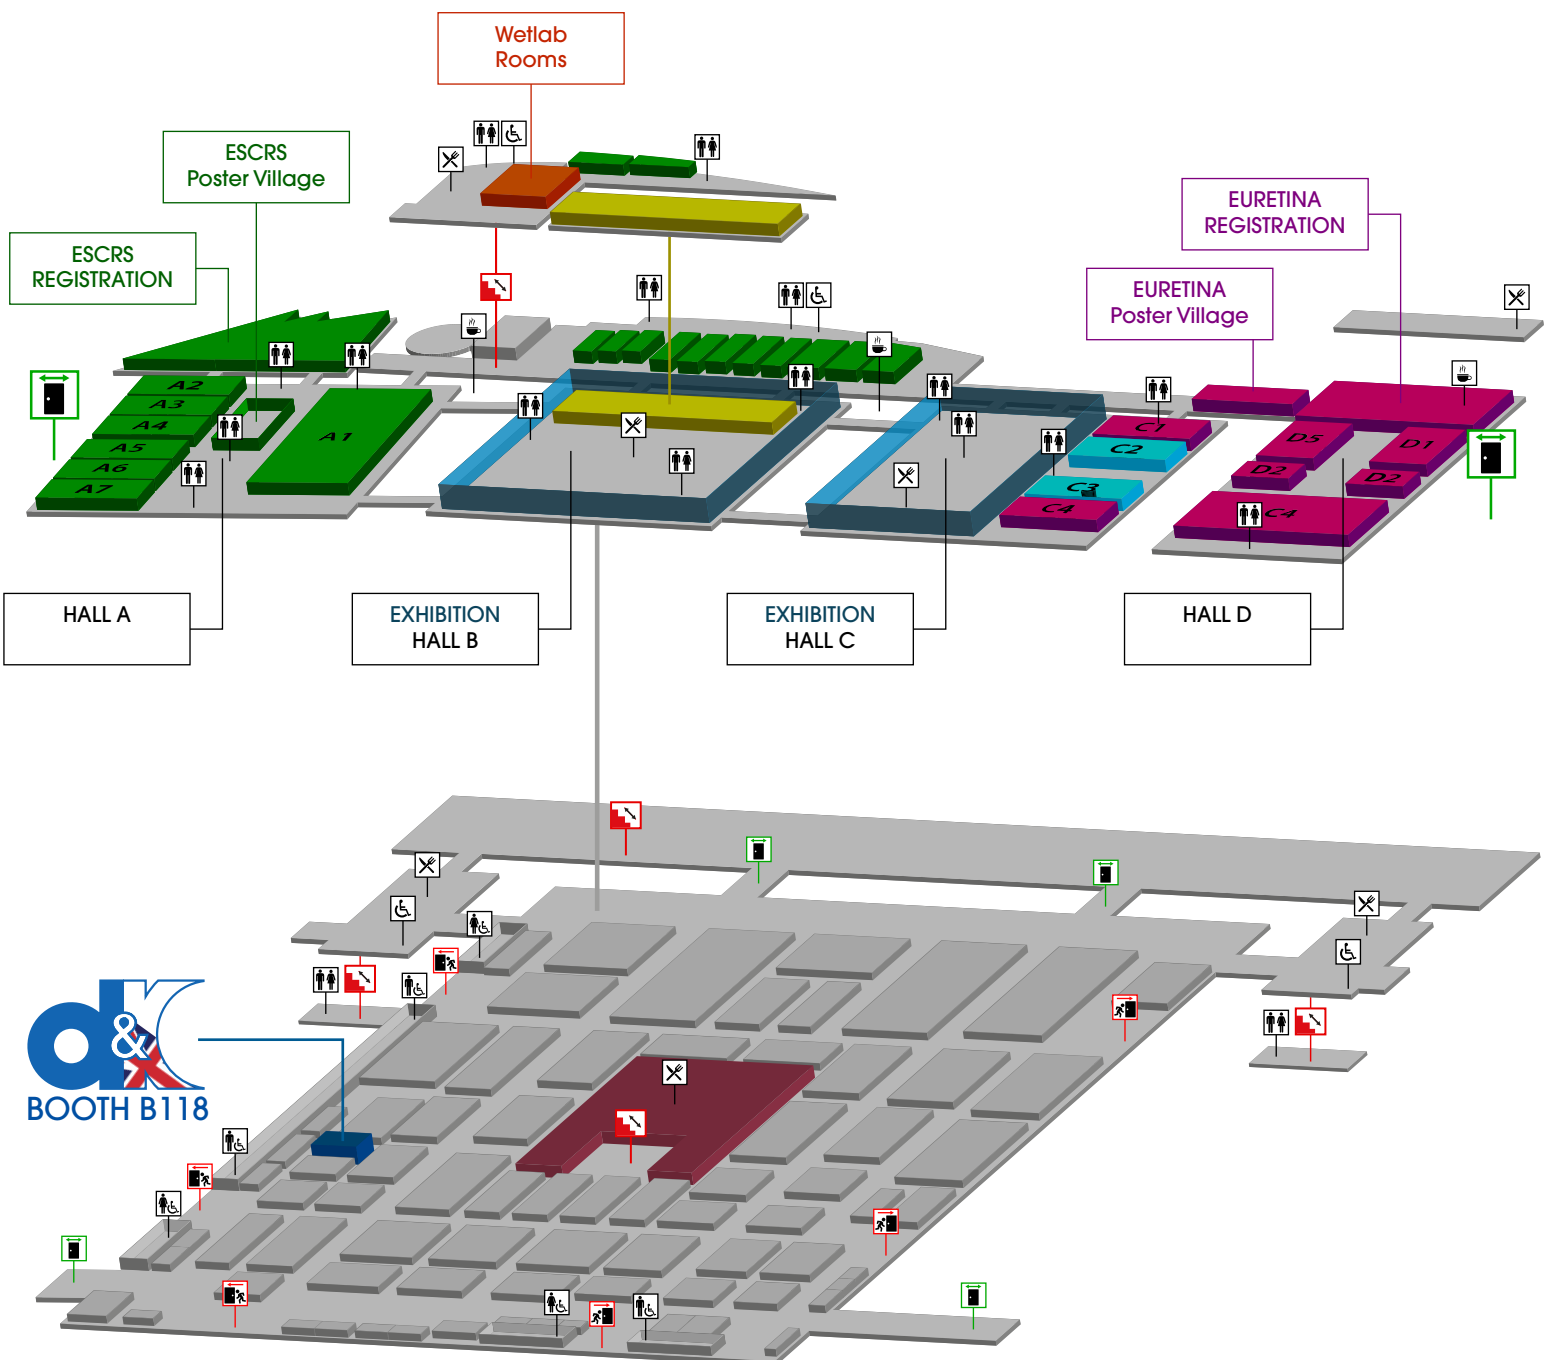 Wetlab
Rooms
ESCRS
Poster Village
EURETINA
REGISTRATION
ESCRS
REGISTRATION
EURETINA
Poster Village
A2
A3
A4
A5
A6
A7
A1
C1
C2
C3
C4
D5
D1
D2
D2
C4
HALL A
EXHIBITION
HALL B
EXHIBITION
HALL C
HALL D
d&K
BOOTH B118